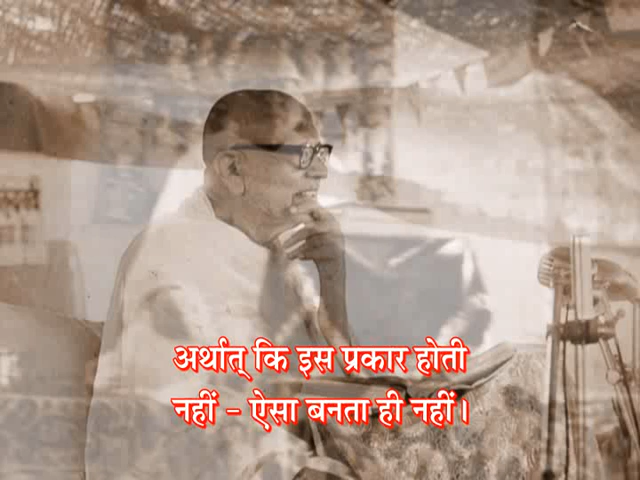 अर्थात् कि इस प्रकार होती
नहीं - ऐसा बनता ही नहीं।